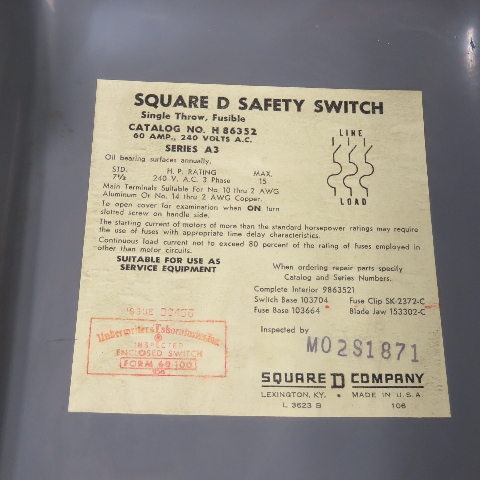 SQUARE D SAFETY SWITCH
Single Throw, Fusible
CATALOG NO. H 86352
60 AMP., 240 VOLTS A.C.
SERIES A3
LINE
LOAD
Oil bearing surfaces annually.
STD. H. P. RATING MAX.
7½ 240 V. A.C. 3 Phase 15
Main Terminals Suitable For No. 10 thru 2 AWG
Aluminum Or No. 14 thru 2 AWG Copper.
To open cover for examination when ON turn
slotted screw on handle side.
The starting current of motors of more than the standard horsepower ratings may require
the use of fuses with appropriate time delay characteristics.
Continuous load current not to exceed 80 percent of the rating of fuses employed in
other than motor circuits.
SUITABLE FOR USE AS
SERVICE EQUIPMENT
When ordering repair parts specify
Catalog and Series Numbers.
Complete Interior 9863521
Switch Base 103704 Fuse Clip SK-2372-C
Fuse Base 103664 Blade Jaw 153302-C
ISSUE
Underwriters Laboratories Inc.
INSPECTED
ENCLOSED SWITCH
FORM 69-100
106
Inspected by
MO2S1871
SQUARE D COMPANY
LEXINGTON, KY. • MADE IN U.S.A.
L 3623 B 106